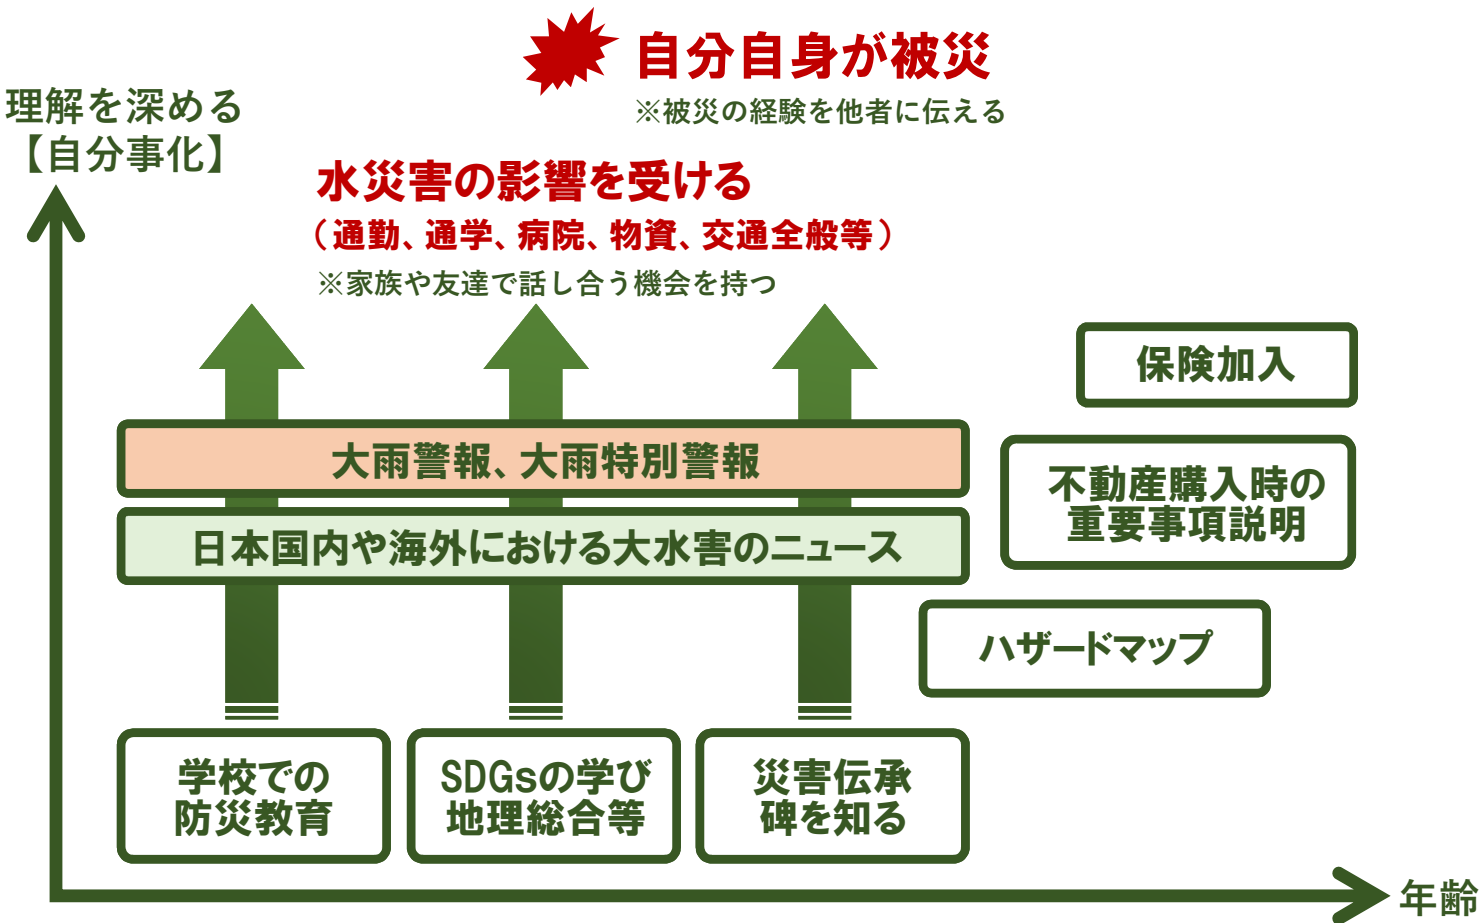 自分自身が被災
※被災の経験を他者に伝える
理解を深める
【自分事化】
水災害の影響を受ける
（通勤、通学、病院、物資、交通全般等）
※家族や友達で話し合う機会を持つ
保険加入
大雨警報、大雨特別警報
不動産購入時の
重要事項説明
日本国内や海外における大水害のニュース
ハザードマップ
学校での
防災教育
SDGsの学び
地理総合等
災害伝承
碑を知る
年齢